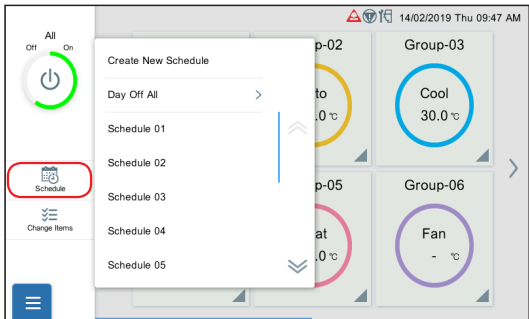 14/02/2019 Thu 09:47 AM
All
Off On
Schedule
Change Items
Create New Schedule
Day Off All
Schedule 01
Schedule 02
Schedule 03
Schedule 04
Schedule 05
p-02
to
.0 °C
Group-03
Cool
30.0 °C
p-05
at
.0 °C
Group-06
Fan
- °C